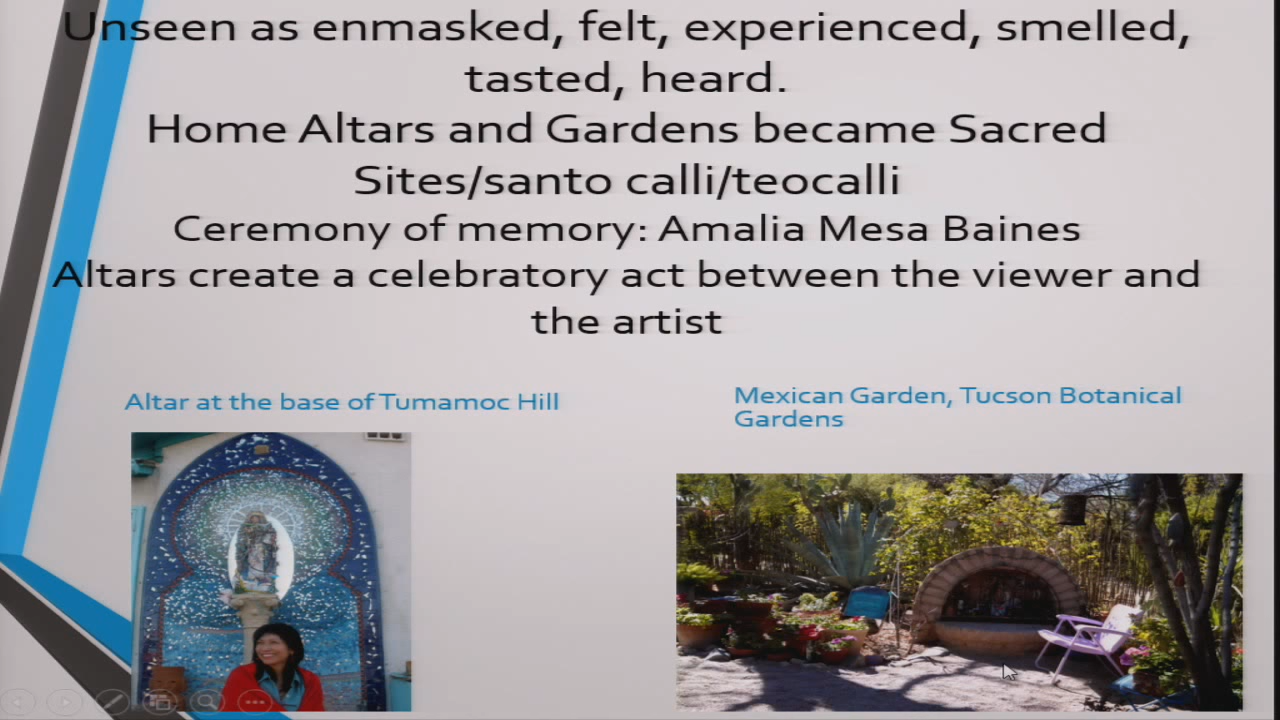 Unseen as enmasked, felt, experienced, smelled,
tasted, heard.
Home Altars and Gardens became Sacred
Sites/santo calli/teocalli
Ceremony of memory: Amalia Mesa Baines
Altars create a celebratory act between the viewer and
the artist
Altar at the base of Tumamoc Hill
Mexican Garden, Tucson Botanical
Gardens